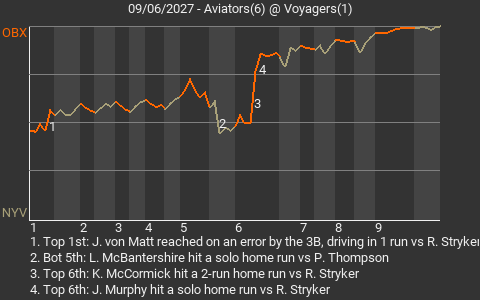 09/06/2027 - Aviators(6) @ Voyagers(1)
OBX
4
3
1
2
NYV
1 2 3 4 5 6 7 8 9
1. Top 1st: J. von Matt reached on an error by the 3B, driving in 1 run vs R. Stryker
2. Bot 5th: L. McBantershire hit a solo home run vs P. Thompson
3. Top 6th: K. McCormick hit a 2-run home run vs R. Stryker
4. Top 6th: J. Murphy hit a solo home run vs R. Stryker